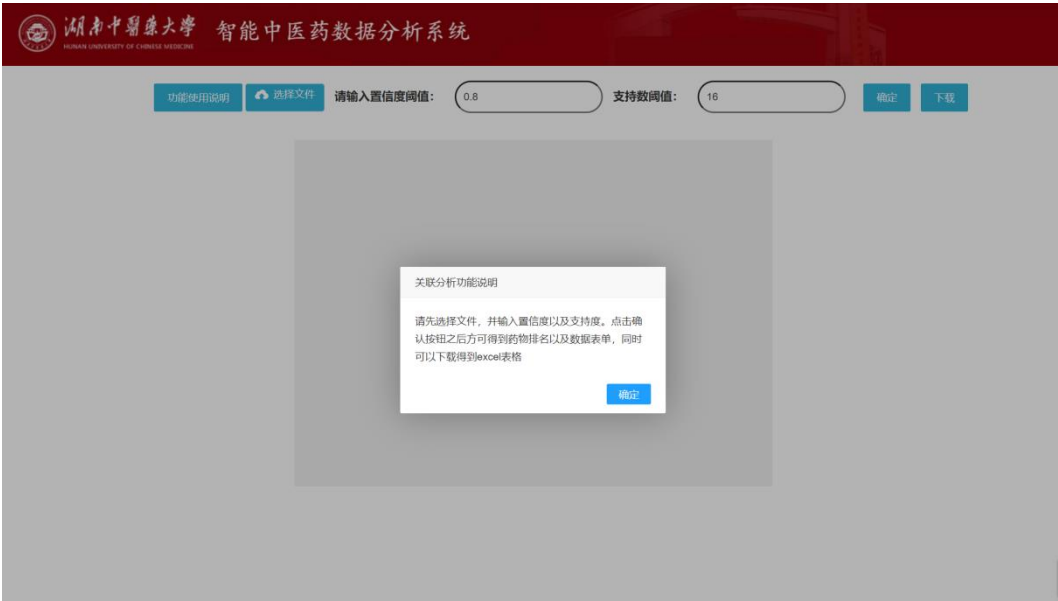 湖南中醫藥大學 智能中医药数据分析系统
HUNAN UNIVERSITY OF CHINESE MEDICINE
功能使用说明 选择文件 请输入置信度阈值： 0.8 支持数阈值： 16 确定 下载
关联分析功能说明
请先选择文件，并输入置信度以及支持度。点击确
认按钮之后方可得到药物排名以及数据表单，同时
可以下载得到excel表格
确定